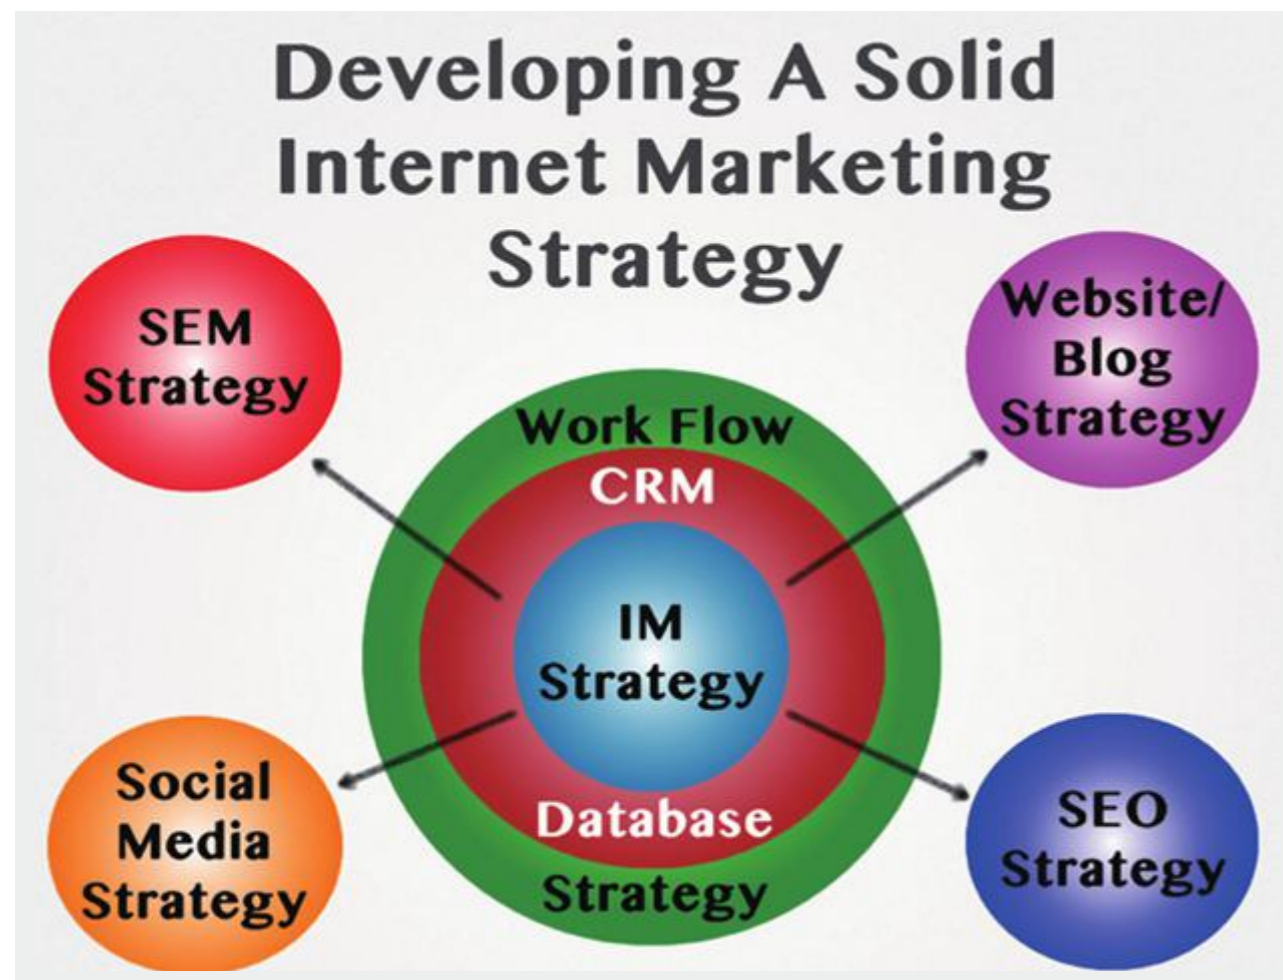 Developing A Solid
Internet Marketing
Strategy
SEM
Strategy
Website/
Blog
Strategy
Work Flow
CRM
IM
Strategy
Database
Strategy
Social
Media
Strategy
SEO
Strategy